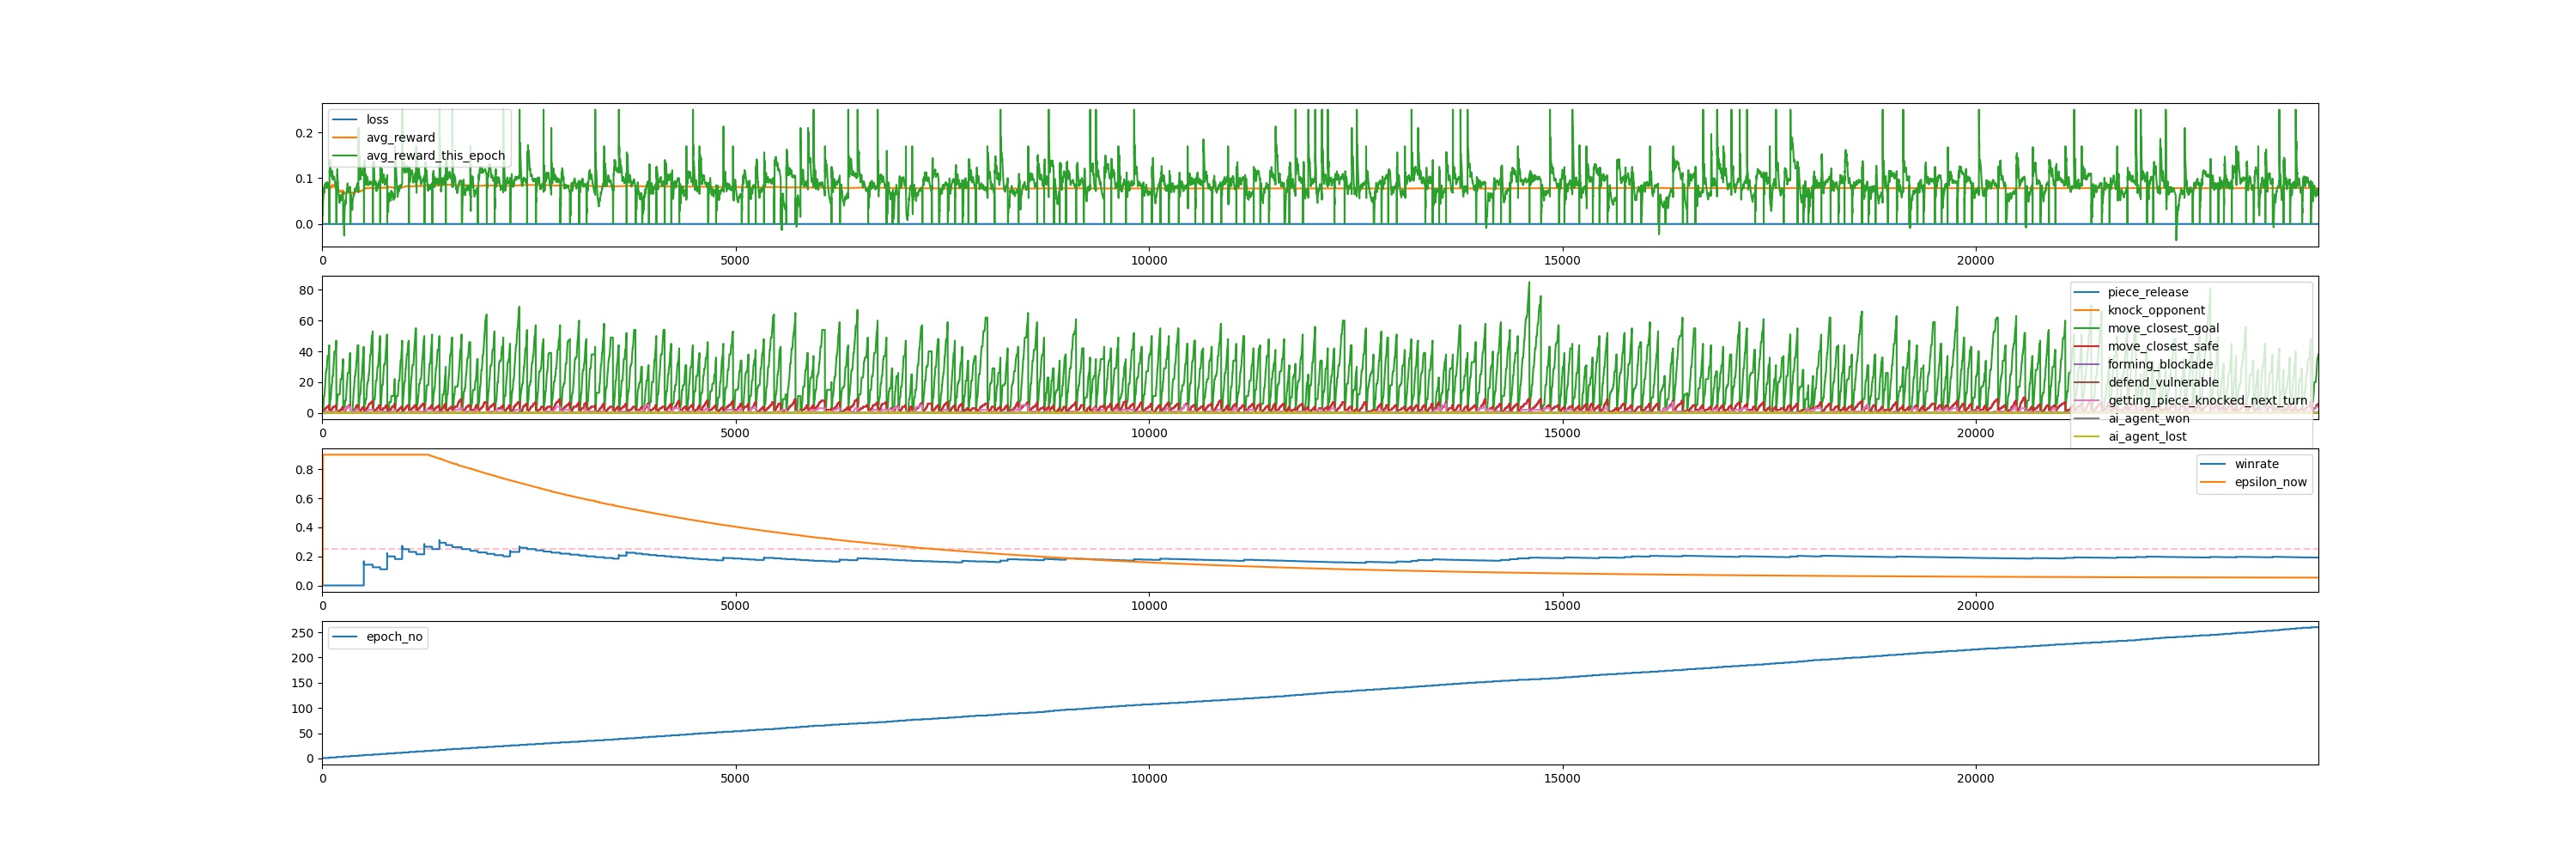 loss
avg_reward
avg_reward_this_epoch
0.2
0.1
0.0
0 5000 10000 15000 20000
piece_release
knock_opponent
move_closest_goal
move_closest_safe
forming_blockade
defend_vulnerable
getting_piece_knocked_next_turn
ai_agent_won
ai_agent_lost
80
60
40
20
0
0 5000 10000 15000 20000
winrate
epsilon_now
0.8
0.6
0.4
0.2
0.0
0 5000 10000 15000 20000
epoch_no
250
200
150
100
50
0
0 5000 10000 15000 20000